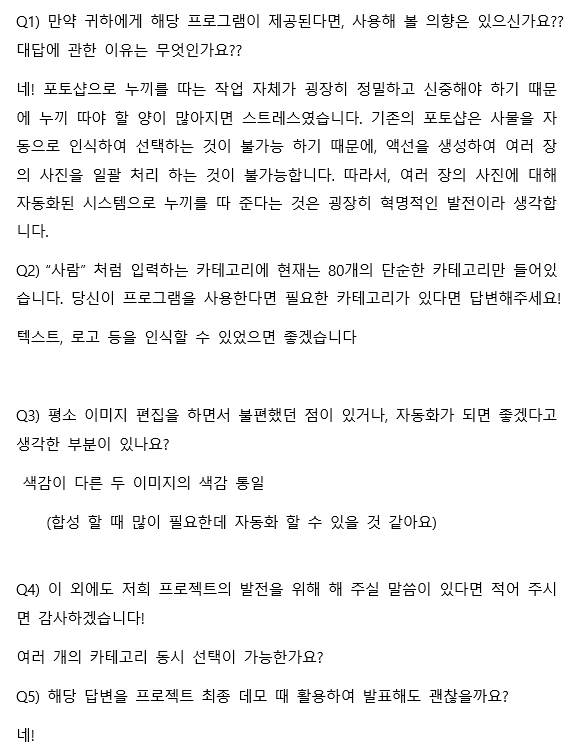 Q1) 만약 귀하에게 해당 프로그램이 제공된다면, 사용해 볼 의향은 있으신가요??
대답에 관한 이유는 무엇인가요??
네! 포토샵으로 누끼를 따는 작업 자체가 굉장히 정밀하고 신중해야 하기 때문
에 누끼 따야 할 양이 많아지면 스트레스였습니다. 기존의 포토샵은 사물을 자
동으로 인식하여 선택하는 것이 불가능 하기 때문에, 액션을 생성하여 여러 장
의 사진을 일괄 처리 하는 것이 불가능합니다. 따라서, 여러 장의 사진에 대해
자동화된 시스템으로 누끼를 따 준다는 것은 굉장히 혁명적인 발전이라 생각합
니다.
Q2) “사람” 처럼 입력하는 카테고리에 현재는 80개의 단순한 카테고리만 들어있
습니다. 당신이 프로그램을 사용한다면 필요한 카테고리가 있다면 답변해주세요!
텍스트, 로고 등을 인식할 수 있었으면 좋겠습니다
Q3) 평소 이미지 편집을 하면서 불편했던 점이 있거나, 자동화가 되면 좋겠다고
생각한 부분이 있나요?
색감이 다른 두 이미지의 색감 통일
(합성 할 때 많이 필요한데 자동화 할 수 있을 것 같아요)
Q4) 이 외에도 저희 프로젝트의 발전을 위해 해 주실 말씀이 있다면 적어 주시
면 감사하겠습니다!
여러 개의 카테고리 동시 선택이 가능한가요?
Q5) 해당 답변을 프로젝트 최종 데모 때 활용하여 발표해도 괜찮을까요?
네!